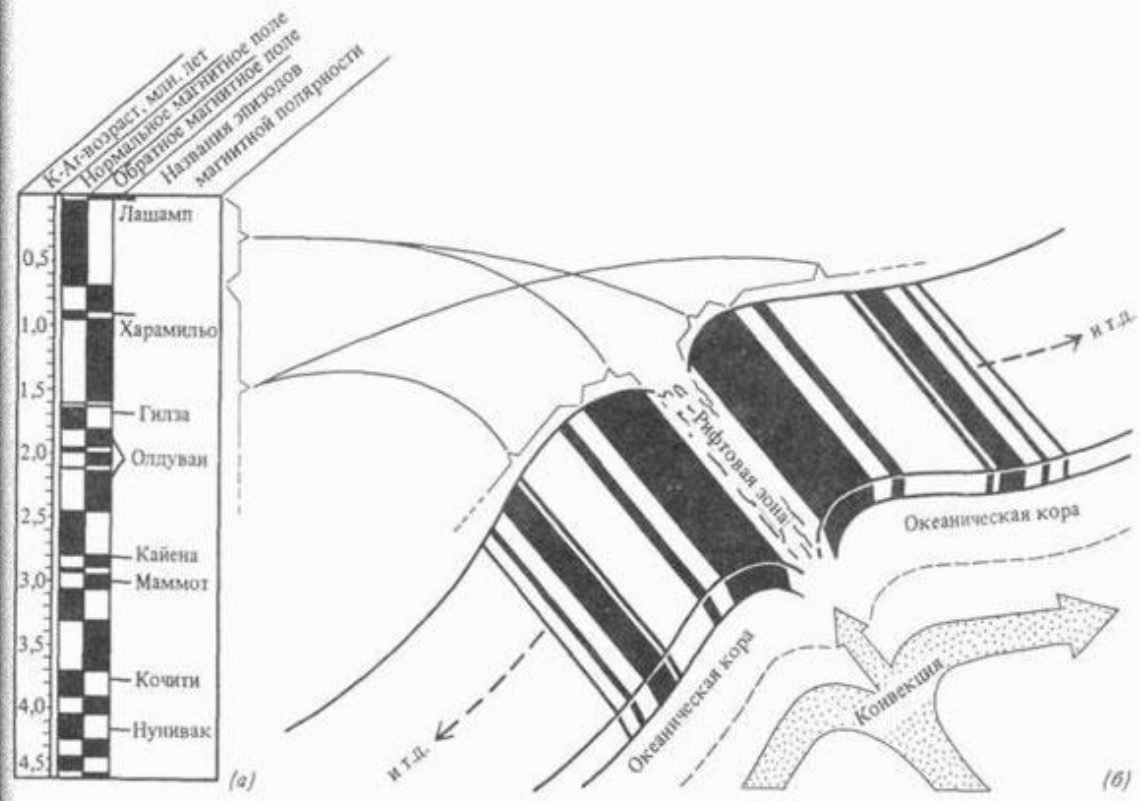 K-Ar-возраст, млн. лет
Нормальное магнитное поле
Обратное магнитное поле
Названия эпизодов
магнитной полярности
Лашамп
0,5
1,0
Харамильо
1,5
Гилза
2,0
Олдуваи
2,5
Кайена
3,0
Маммот
3,5
Кочити
4,0
Нунивак
4,5
(а)
и т.д.
Рифтовая зона
Океаническая кора
Океаническая кора
Конвекция
и т.д.
(б)